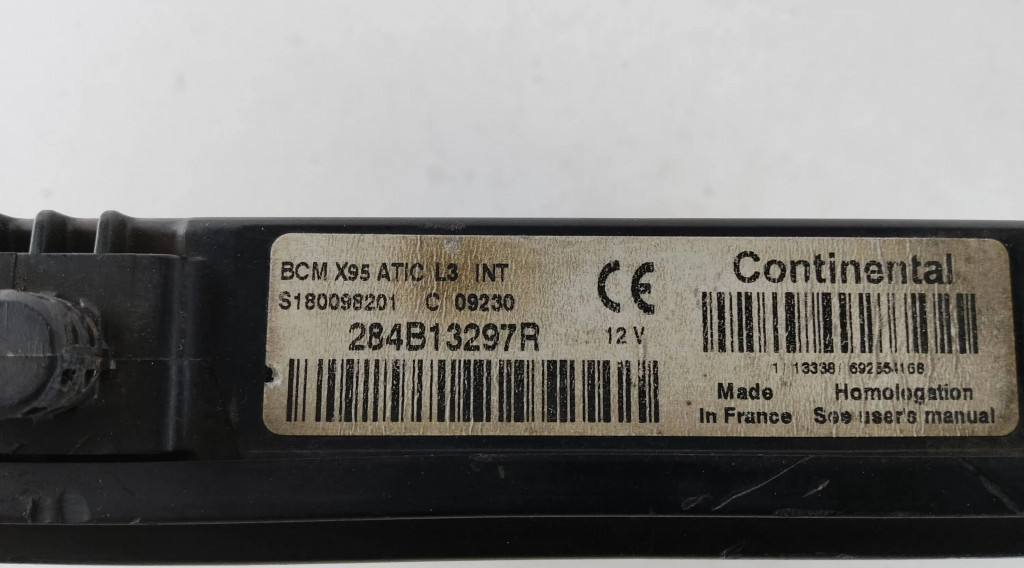 BCM X95 ATIC L3 INT
S180098201 C 09230
284B13297R
CE
12 V
Continental
Made
In France
Homologation
See user's manual